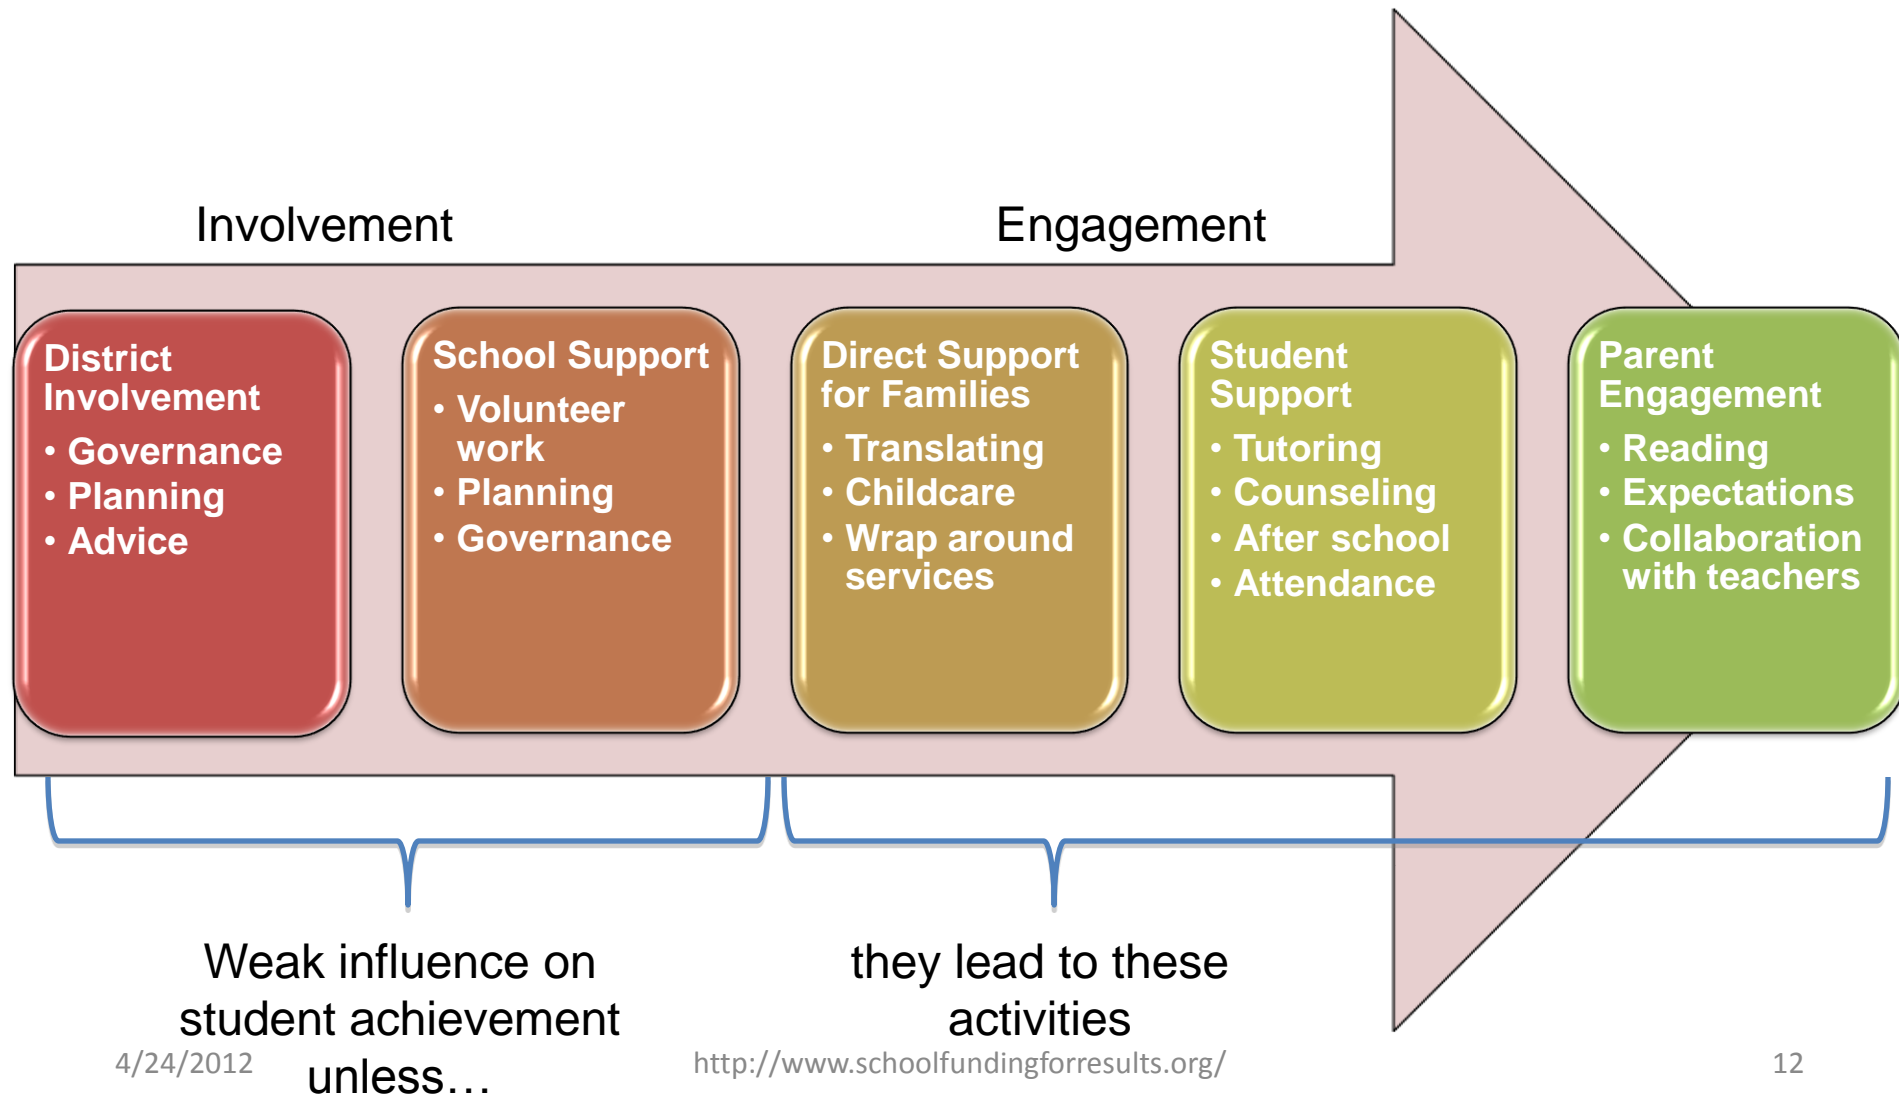 Involvement
Engagement
District
Involvement
• Governance
• Planning
• Advice
School Support
• Volunteer
work
• Planning
• Governance
Direct Support
for Families
• Translating
• Childcare
• Wrap around
services
Student
Support
• Tutoring
• Counseling
• After school
• Attendance
Parent
Engagement
• Reading
• Expectations
• Collaboration
with teachers
Weak influence on
student achievement
unless…
they lead to these
activities
4/24/2012
http://www.schoolfundingforresults.org/
12